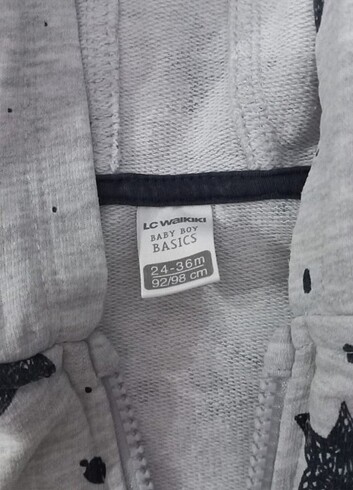 LC WAIKIKI
BABY BOY
BASICS
24-36m
92/98 cm